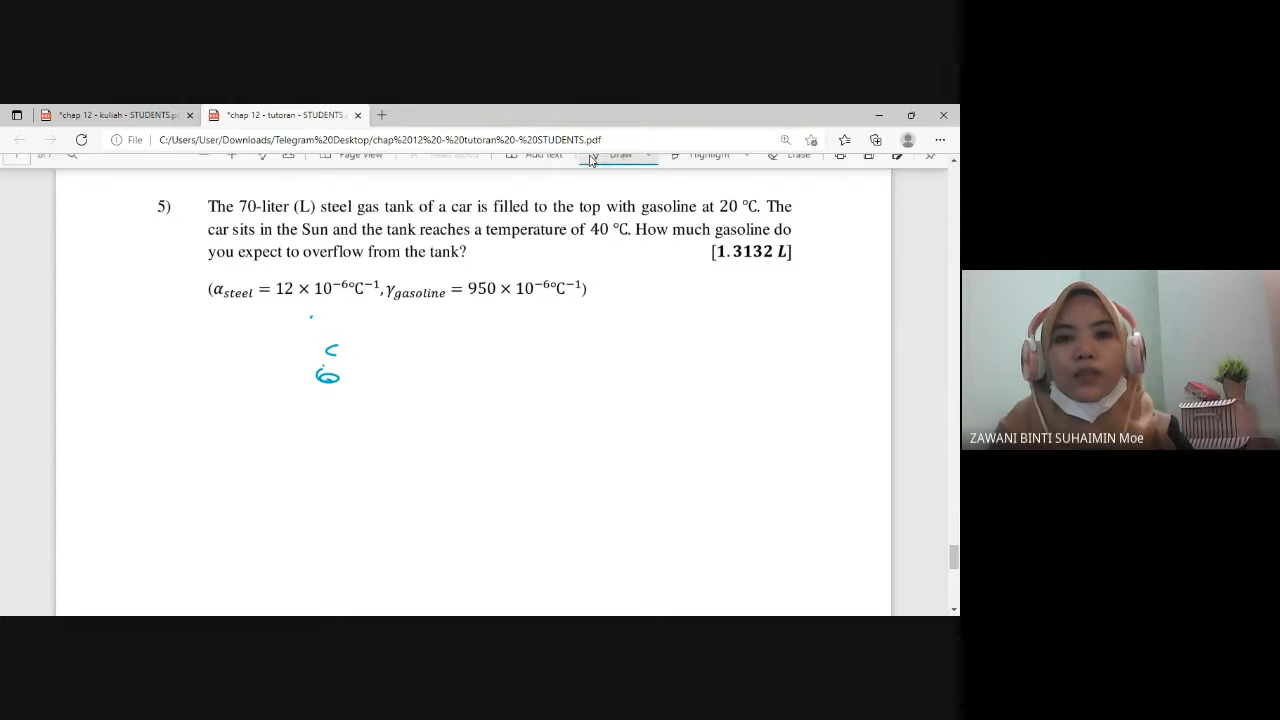 *chap 12 - kuliah - STUDENTS.p
*chap 12 - tutoran - STUDENTS.
File
C:/Users/User/Downloads/Telegram%20Desktop/chap%2012%20-%20tutoran%20-%20STUDENTS.pdf
Page view
Read aloud
Add text
Draw
Highlight
Erase
5) The 70-liter (L) steel gas tank of a car is filled to the top with gasoline at 20 °C. The
car sits in the Sun and the tank reaches a temperature of 40 °C. How much gasoline do
you expect to overflow from the tank? [1.3132 L]
(α_steel = 12 × 10^−6 °C^−1, γ_gasoline = 950 × 10^−6 °C^−1)
ZAWANI BINTI SUHAIMIN Moe